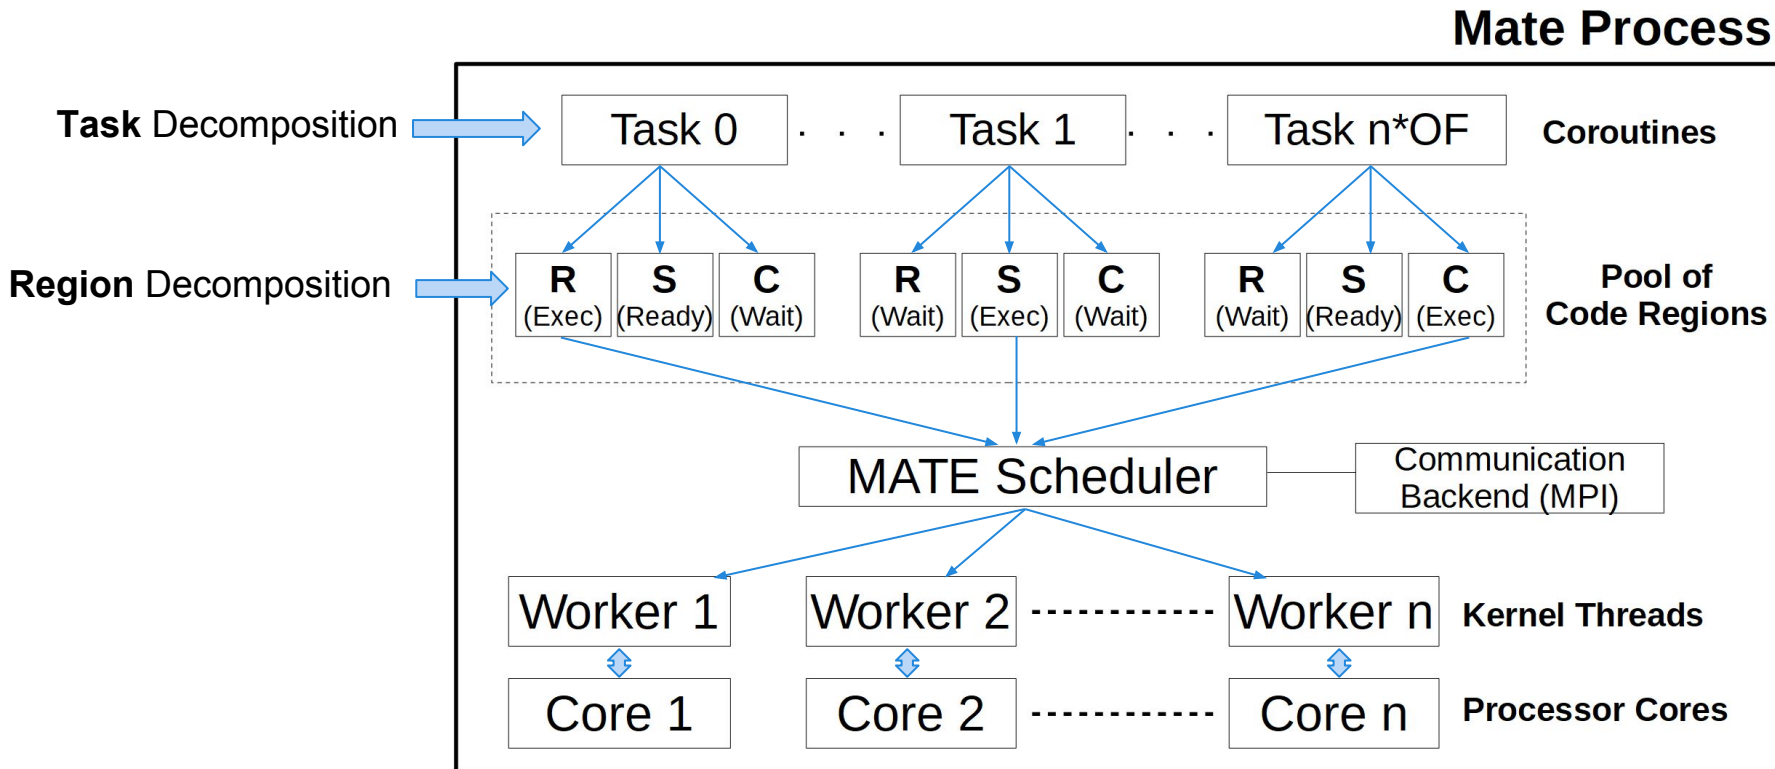 Mate Process
Task Decomposition
Task 0 . . . Task 1 . . . Task n*OF
Coroutines
Region Decomposition
R S C R S C R S C
(Exec) (Ready) (Wait) (Wait) (Exec) (Wait) (Wait) (Ready) (Exec)
Pool of
Code Regions
MATE Scheduler
Communication
Backend (MPI)
Worker 1 Worker 2 Worker n
Kernel Threads
Core 1 Core 2 Core n
Processor Cores